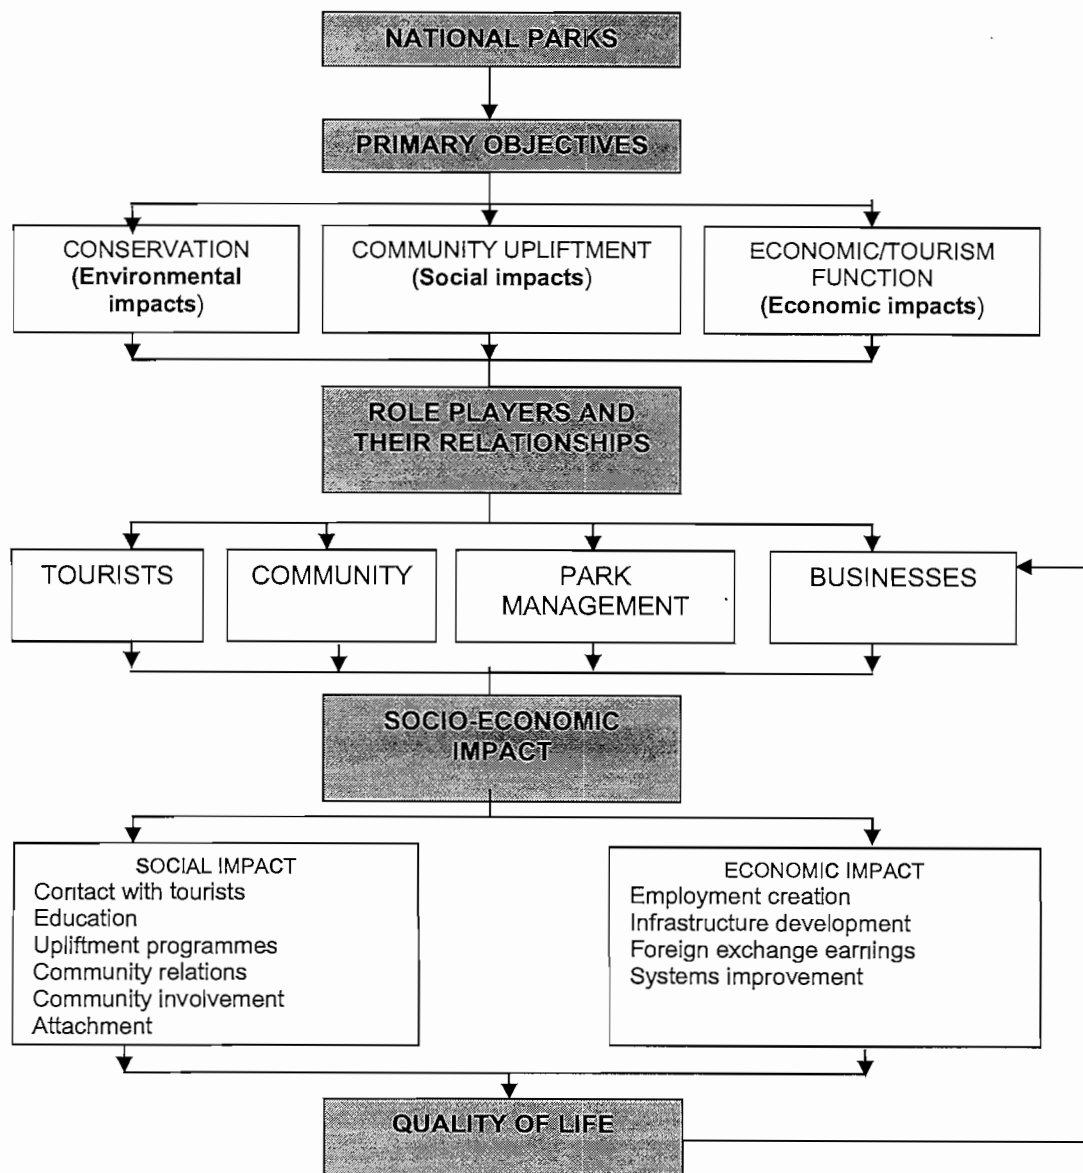 NATIONAL PARKS
PRIMARY OBJECTIVES
CONSERVATION
(Environmental
impacts)
COMMUNITY UPLIFTMENT
(Social impacts)
ECONOMIC/TOURISM
FUNCTION
(Economic impacts)
ROLE PLAYERS AND
THEIR RELATIONSHIPS
TOURISTS
COMMUNITY
PARK
MANAGEMENT
BUSINESSES
SOCIO-ECONOMIC
IMPACT
SOCIAL IMPACT
Contact with tourists
Education
Upliftment programmes
Community relations
Community involvement
Attachment
ECONOMIC IMPACT
Employment creation
Infrastructure development
Foreign exchange earnings
Systems improvement
QUALITY OF LIFE